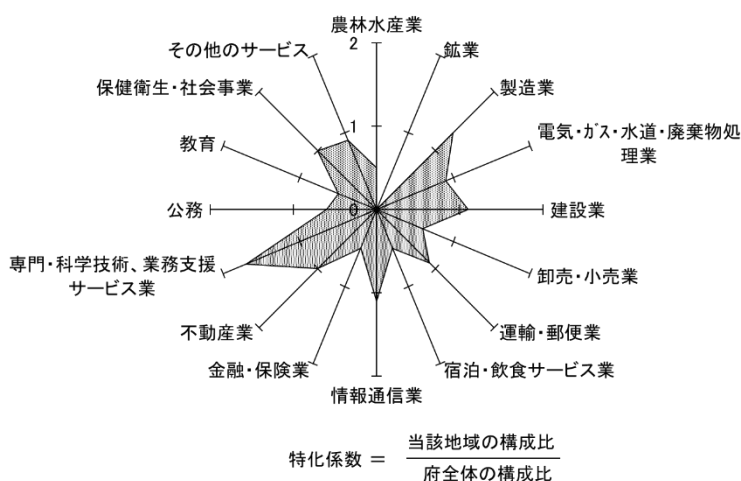 農林水産業
2
その他のサービス
鉱業
保健衛生・社会事業
製造業
1
電気・ガス・水道・廃棄物処
理業
教育
公務
0
建設業
専門・科学技術、業務支援
サービス業
卸売・小売業
不動産業
運輸・郵便業
金融・保険業
宿泊・飲食サービス業
情報通信業
特化係数 = 当該地域の構成比
府全体の構成比